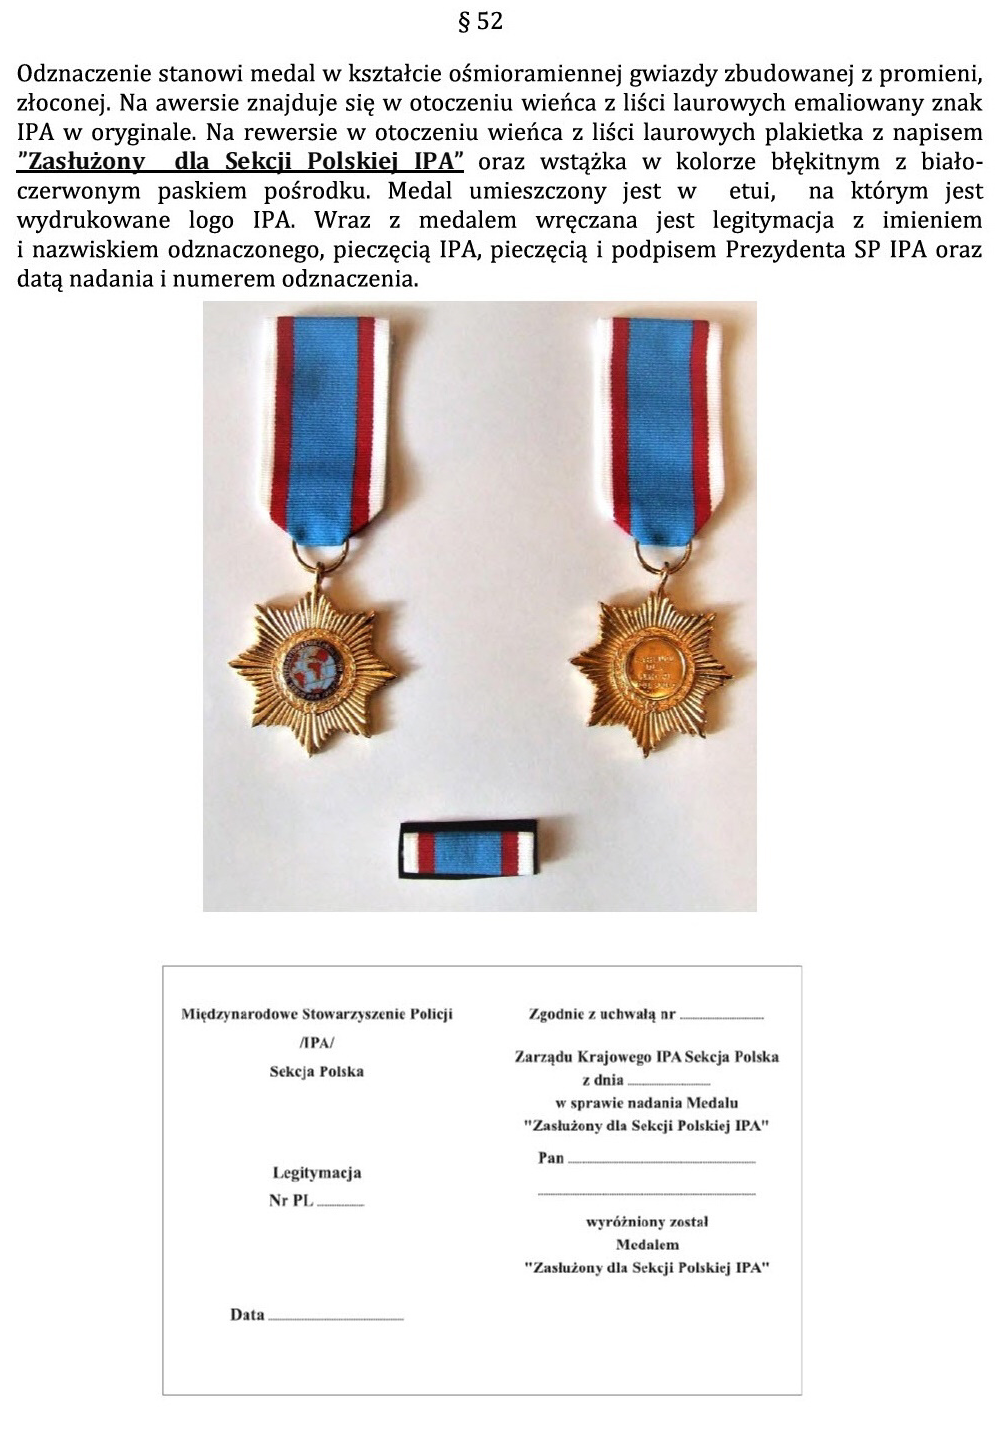 § 52
Odznaczenie stanowi medal w kształcie ośmioramiennej gwiazdy zbudowanej z promieni,
złoconej. Na awersie znajduje się w otoczeniu wieńca z liści laurowych emaliowany znak
IPA w oryginale. Na rewersie w otoczeniu wieńca z liści laurowych plakietka z napisem
”Zasłużony dla Sekcji Polskiej IPA” oraz wstążka w kolorze błękitnym z biało-
czerwonym paskiem pośrodku. Medal umieszczony jest w etui, na którym jest
wydrukowane logo IPA. Wraz z medalem wręczana jest legitymacja z imieniem
i nazwiskiem odznaczonego, pieczęcią IPA, pieczęcią i podpisem Prezydenta SP IPA oraz
datą nadania i numerem odznaczenia.
Międzynarodowe Stowarzyszenie Policji
/IPA/
Sekcja Polska
Legitymacja
Nr PL
Data
Zgodnie z uchwałą nr
Zarządu Krajowego IPA Sekcja Polska
z dnia
w sprawie nadania Medalu
"Zasłużony dla Sekcji Polskiej IPA"
Pan
wyróżniony został
Medalem
"Zasłużony dla Sekcji Polskiej IPA"